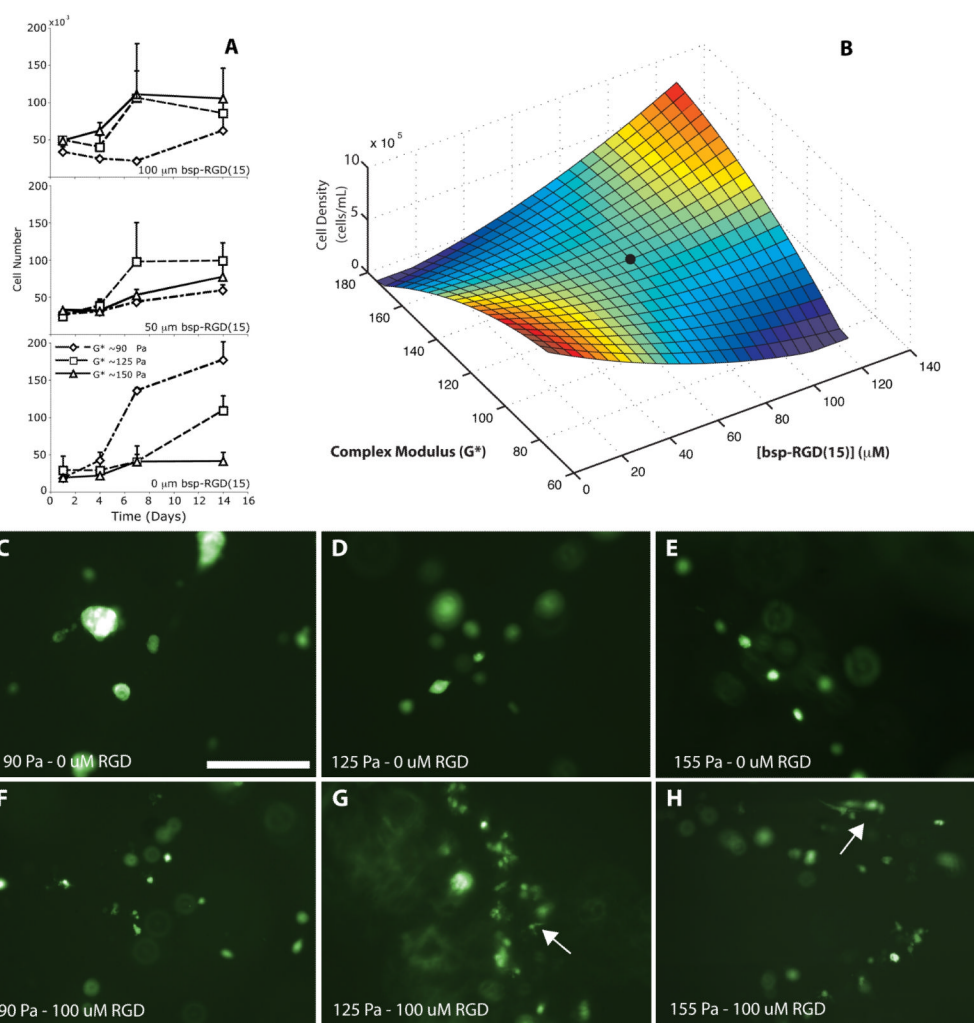 x10³
200
150
100
50
A
100 µm bsp-RGD(15)
200
150
100
50
Cell Number
50 µm bsp-RGD(15)
200
150
100
50
0
G* ~90 Pa
G* ~125 Pa
G* ~150 Pa
0 µm bsp-RGD(15)
0 2 4 6 8 10 12 14 16
Time (Days)
B
x 10⁵
10
5
0
Cell Density
(cells/mL)
180
160
140
120
100
80
60
Complex Modulus (G*)
0
20
40
60
80
100
120
140
[bsp-RGD(15)] (µM)
C
90 Pa - 0 uM RGD
D
125 Pa - 0 uM RGD
E
155 Pa - 0 uM RGD
F
90 Pa - 100 uM RGD
G
125 Pa - 100 uM RGD
H
155 Pa - 100 uM RGD